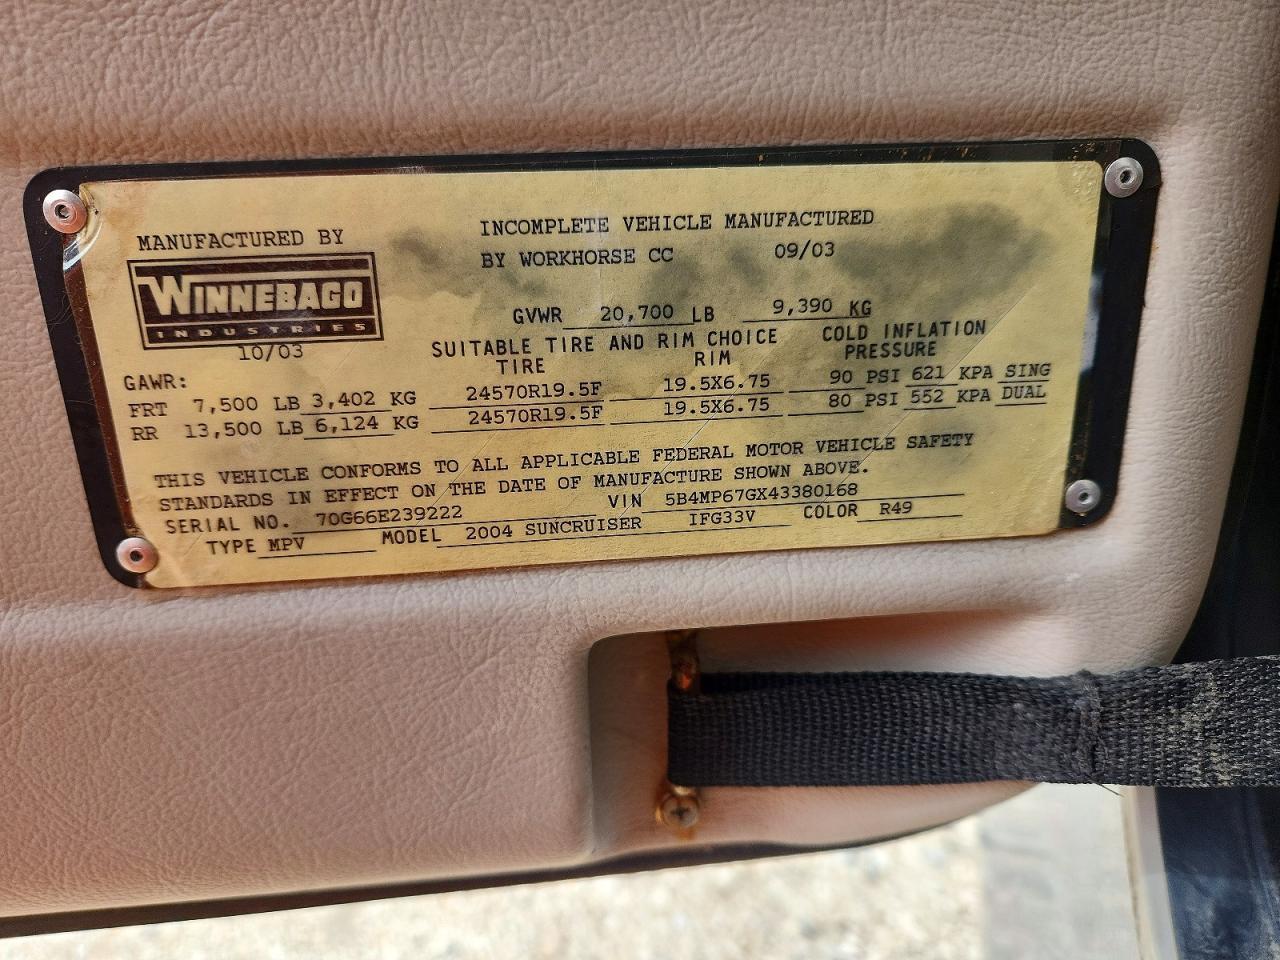 MANUFACTURED BY
WINNEBAGO
INDUSTRIES
10/03
INCOMPLETE VEHICLE MANUFACTURED
BY WORKHORSE CC 09/03
GVWR 20,700 LB 9,390 KG
SUITABLE TIRE AND RIM CHOICE COLD INFLATION
TIRE RIM PRESSURE
GAWR:
FRT 7,500 LB 3,402 KG 24570R19.5F 19.5X6.75 90 PSI 621 KPA SING
RR 13,500 LB 6,124 KG 24570R19.5F 19.5X6.75 80 PSI 552 KPA DUAL
THIS VEHICLE CONFORMS TO ALL APPLICABLE FEDERAL MOTOR VEHICLE SAFETY
STANDARDS IN EFFECT ON THE DATE OF MANUFACTURE SHOWN ABOVE.
SERIAL NO. 70G66E239222 VIN 5B4MP67GX43380168
TYPE MPV MODEL 2004 SUNCRUISER IFG33V COLOR R49